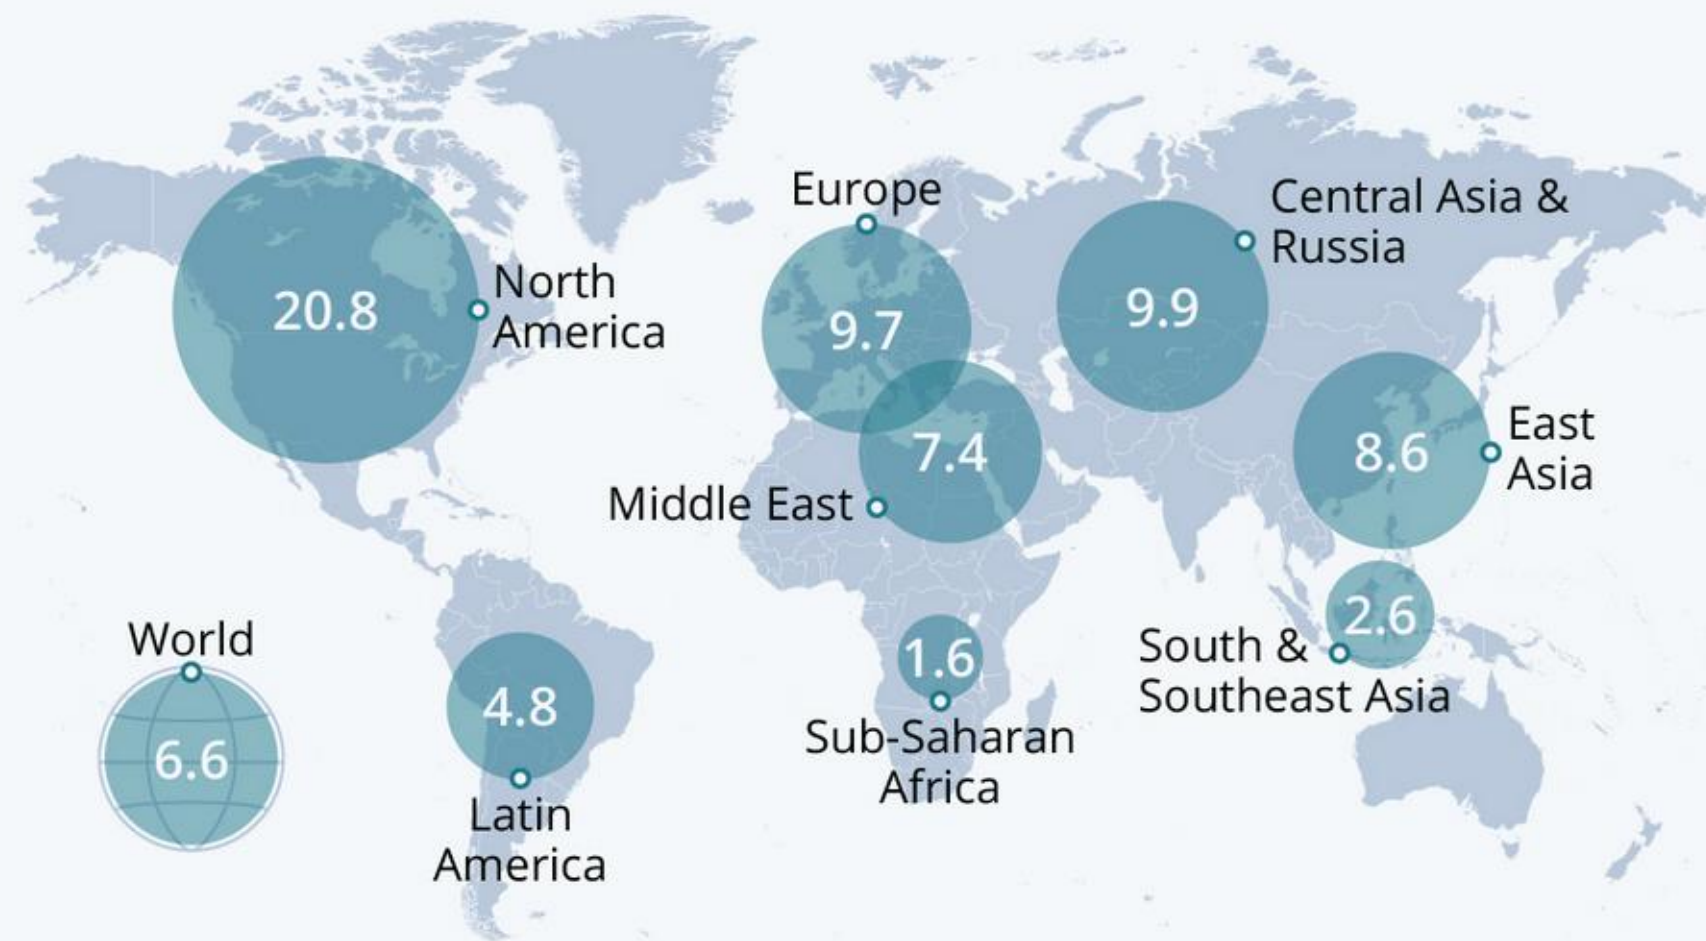 20.8
North
America
Europe
9.7
9.9
Central Asia &
Russia
7.4
Middle East
8.6
East
Asia
World
6.6
4.8
Latin
America
1.6
Sub-Saharan
Africa
2.6
South &
Southeast Asia